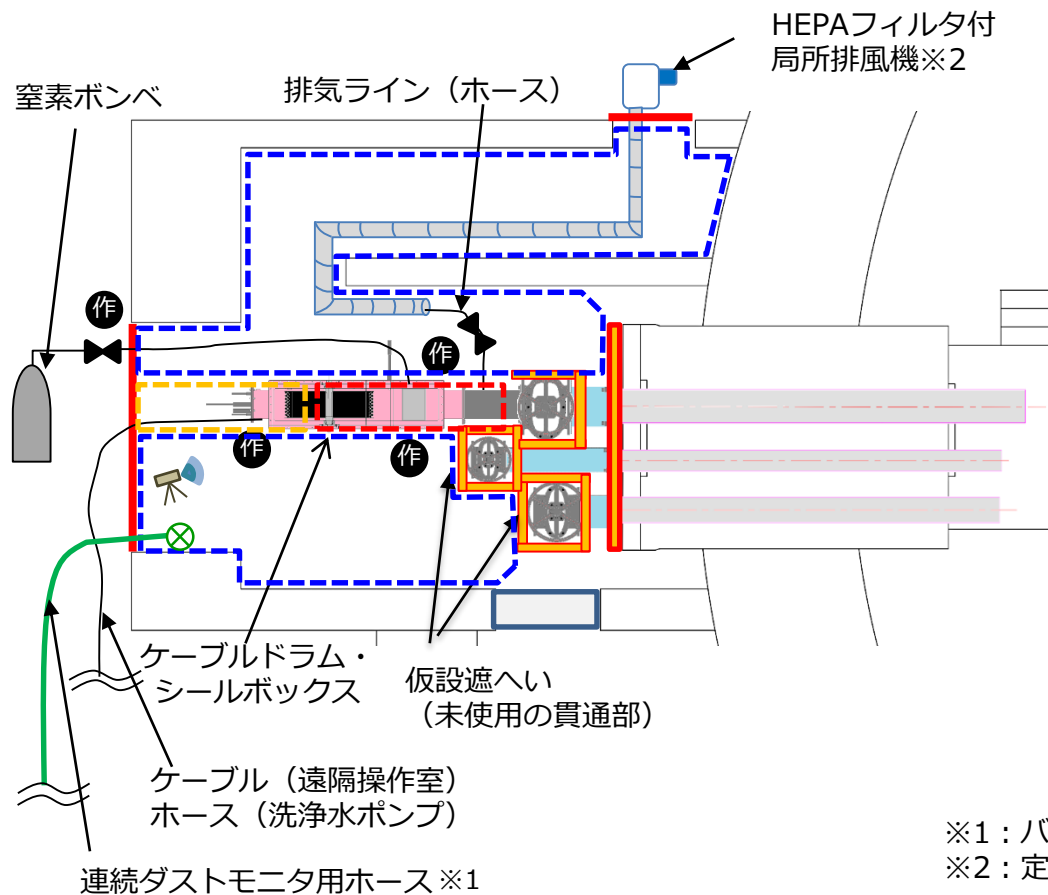 HEPAフィルタ付
局所排風機※2
窒素ボンベ
排気ライン（ホース）
作
作
作
作
ケーブルドラム・
シールボックス
仮設遮へい
（未使用の貫通部）
ケーブル（遠隔操作室）
ホース（洗浄水ポンプ）
連続ダストモニタ用ホース※1
※1：バ
※2：定